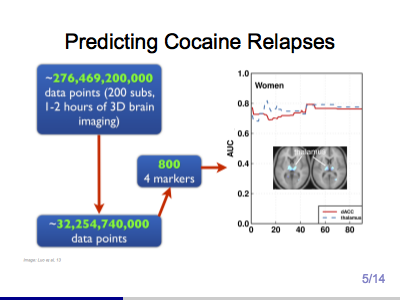 Predicting Cocaine Relapses
~276,469,200,000
data points (200 subs,
1-2 hours of 3D brain
imaging)
800
4 markers
~32,254,740,000
data points
Women
AUC
1.0
0.8
0.6
0.4
0.2
0.0
0 20 40 60 80
thalamus
dACC
thalamus
Image: Luo et al. 13
5/14